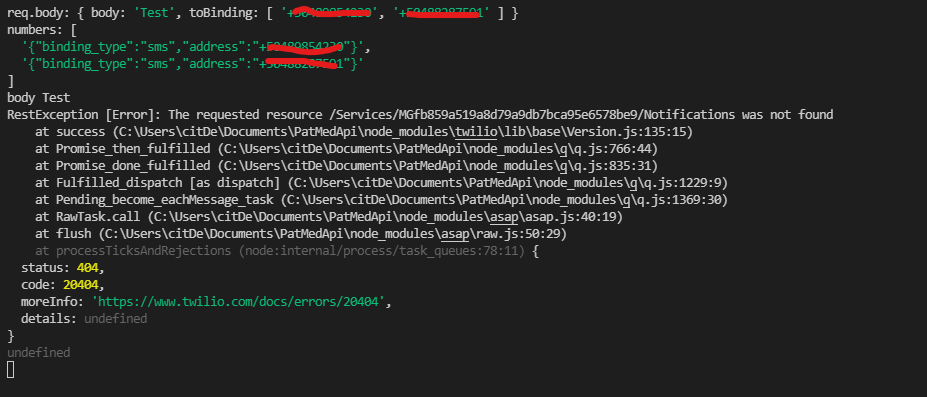 req.body: { body: 'Test', toBinding: [ '+', '+' ] }
numbers: [
'{"binding_type":"sms","address":"+"}',
'{"binding_type":"sms","address":"+"}'
]
body Test
RestException [Error]: The requested resource /Services/MGfb859a519a8d79a9db7bca95e6578be9/Notifications was not found
at success (C:\Users\citDe\Documents\PatMedApi\node_modules\twilio\lib\base\Version.js:135:15)
at Promise_then_fulfilled (C:\Users\citDe\Documents\PatMedApi\node_modules\q\q.js:766:44)
at Promise_done_fulfilled (C:\Users\citDe\Documents\PatMedApi\node_modules\q\q.js:835:31)
at Fulfilled_dispatch [as dispatch] (C:\Users\citDe\Documents\PatMedApi\node_modules\q\q.js:1229:9)
at Pending_become_eachMessage_task (C:\Users\citDe\Documents\PatMedApi\node_modules\q\q.js:1369:30)
at RawTask.call (C:\Users\citDe\Documents\PatMedApi\node_modules\asap\asap.js:40:19)
at flush (C:\Users\citDe\Documents\PatMedApi\node_modules\asap\raw.js:50:29)
at processTicksAndRejections (node:internal/process/task_queues:78:11) {
status: 404,
code: 20404,
moreInfo: 'https://www.twilio.com/docs/errors/20404',
details: undefined
}
undefined